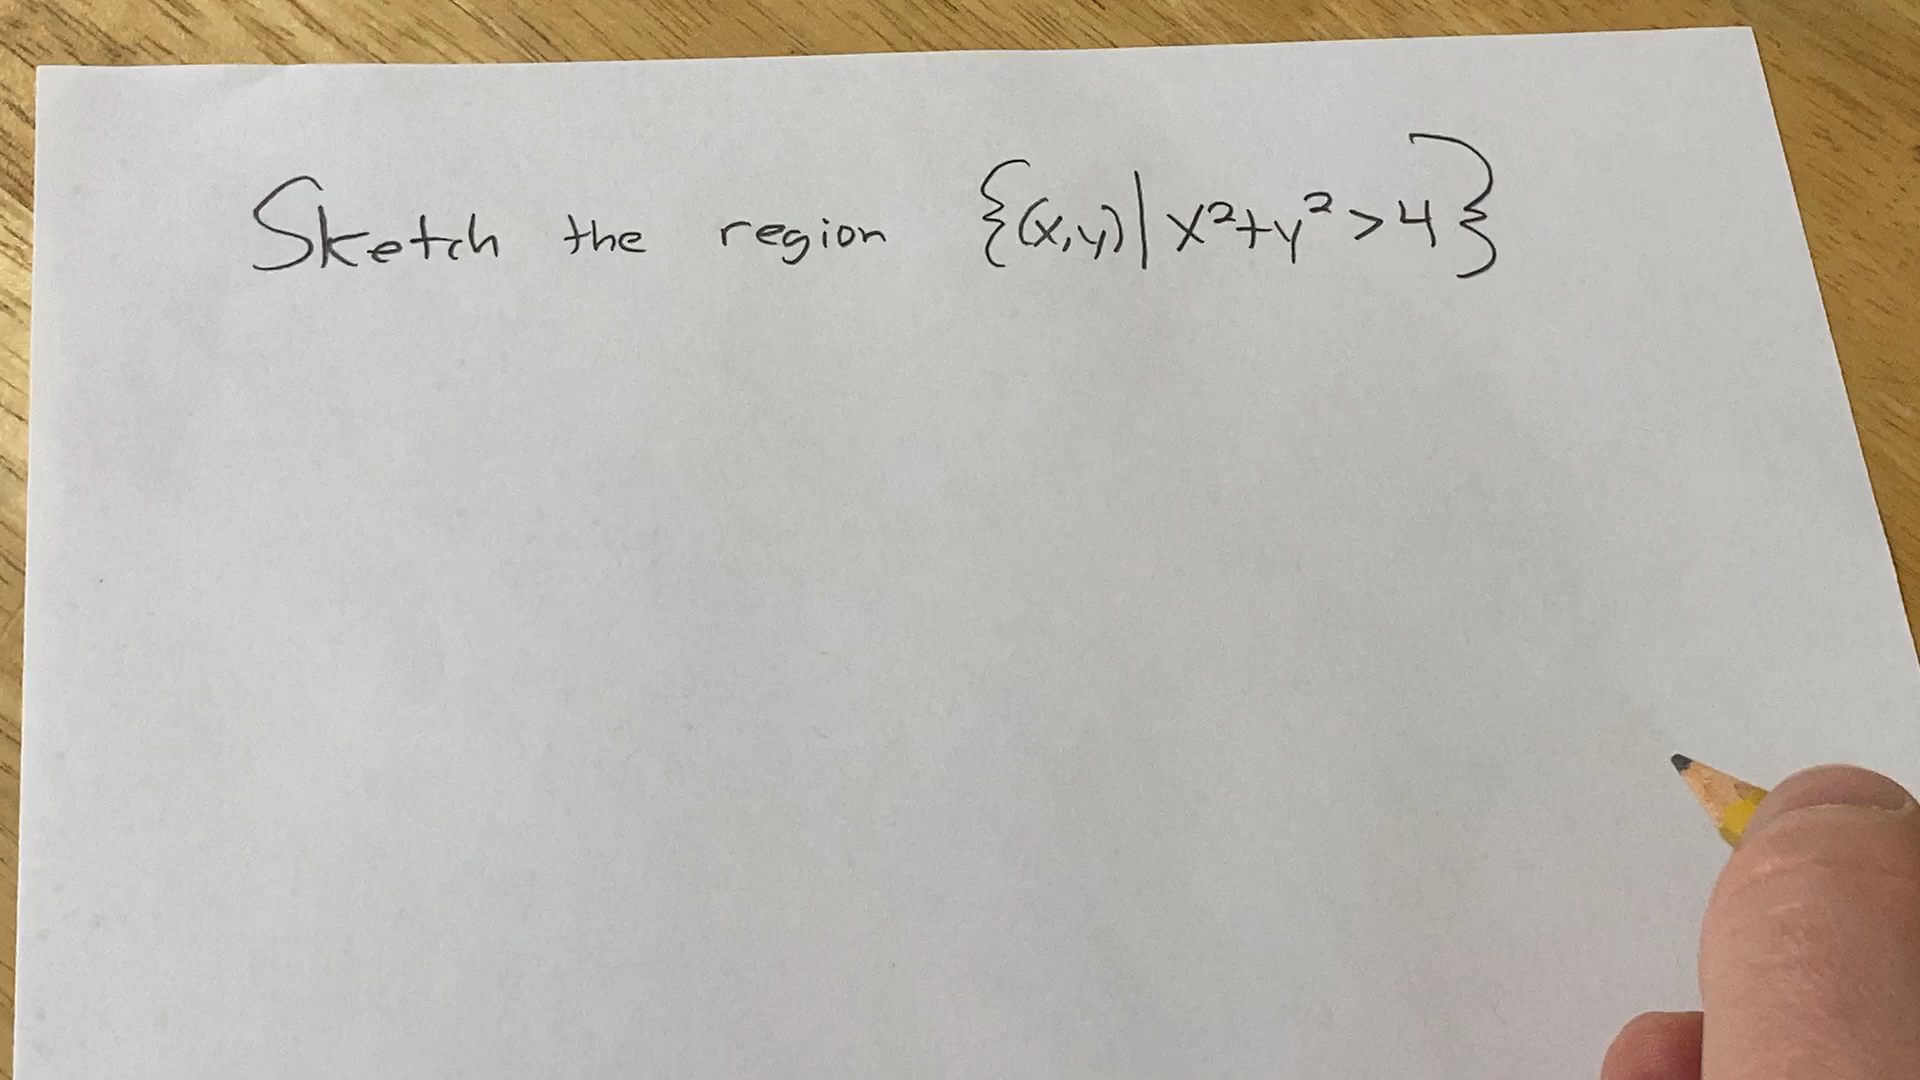 Sketch the region {(x,y)|x²+y²>4}